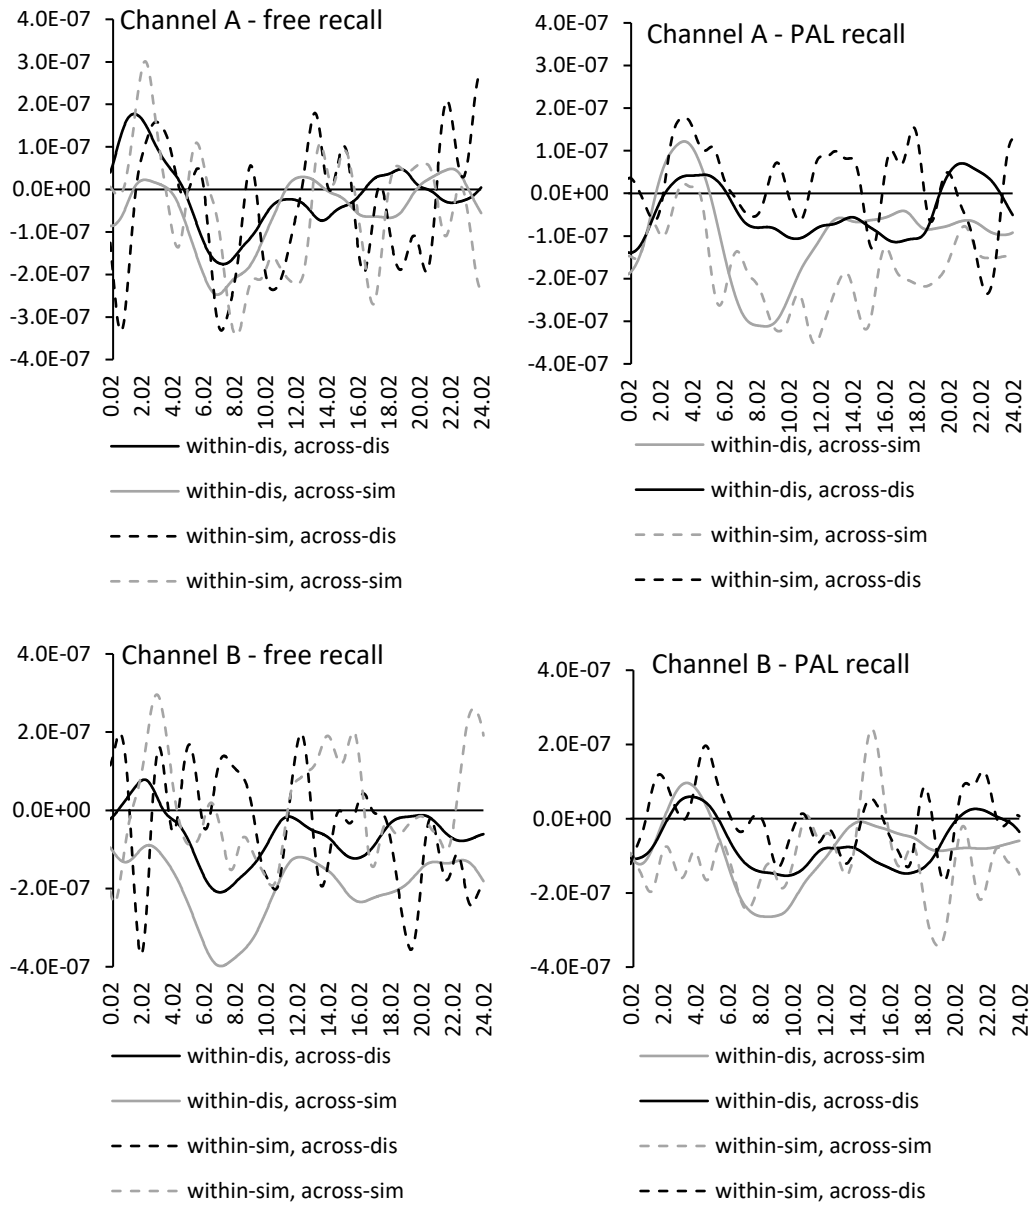 Channel A - free recall
4.0E-07
3.0E-07
2.0E-07
1.0E-07
0.0E+00
-1.0E-07
-2.0E-07
-3.0E-07
-4.0E-07
0.02
2.02
4.02
6.02
8.02
10.02
12.02
14.02
16.02
18.02
20.02
22.02
24.02
within-dis, across-dis
within-dis, across-sim
within-sim, across-dis
within-sim, across-sim
Channel A - PAL recall
4.0E-07
3.0E-07
2.0E-07
1.0E-07
0.0E+00
-1.0E-07
-2.0E-07
-3.0E-07
-4.0E-07
0.02
2.02
4.02
6.02
8.02
10.02
12.02
14.02
16.02
18.02
20.02
22.02
24.02
within-dis, across-sim
within-dis, across-dis
within-sim, across-sim
within-sim, across-dis
Channel B - free recall
4.0E-07
2.0E-07
0.0E+00
-2.0E-07
-4.0E-07
0.02
2.02
4.02
6.02
8.02
10.02
12.02
14.02
16.02
18.02
20.02
22.02
24.02
within-dis, across-dis
within-dis, across-sim
within-sim, across-dis
within-sim, across-sim
Channel B - PAL recall
4.0E-07
2.0E-07
0.0E+00
-2.0E-07
-4.0E-07
0.02
2.02
4.02
6.02
8.02
10.02
12.02
14.02
16.02
18.02
20.02
22.02
24.02
within-dis, across-sim
within-dis, across-dis
within-sim, across-sim
within-sim, across-dis